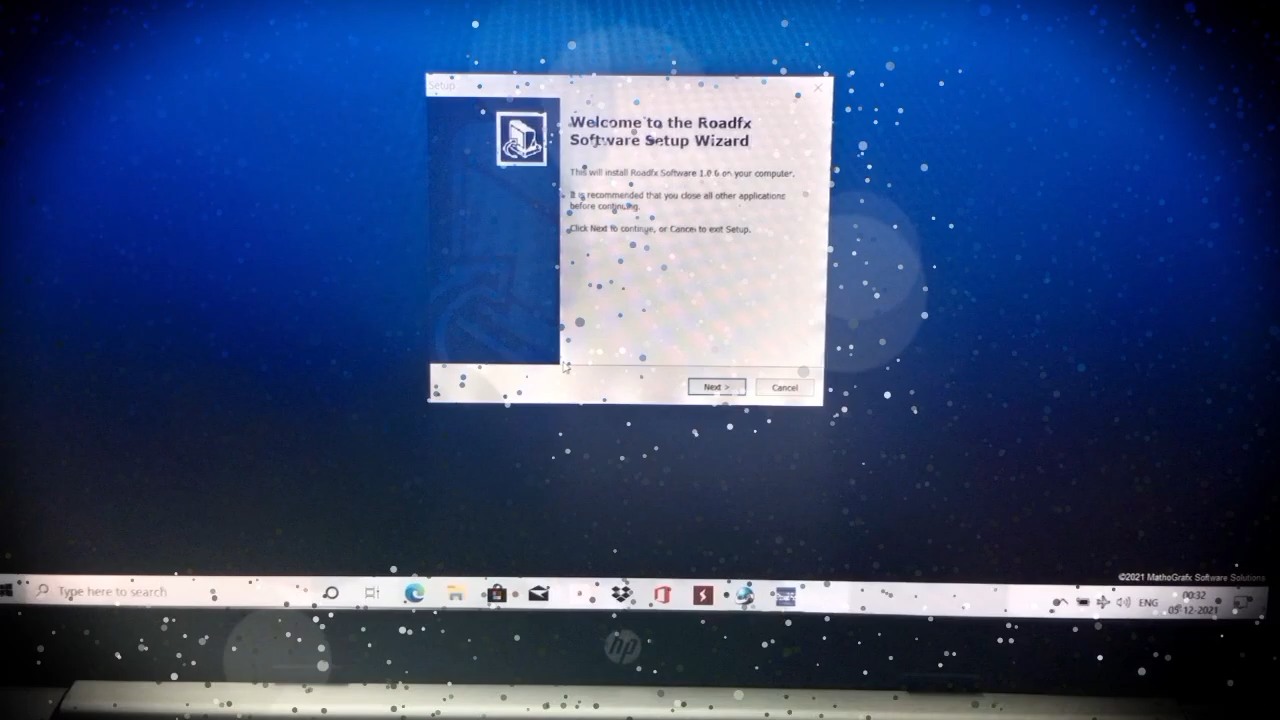 Setup
Welcome to the Roadfx
Software Setup Wizard
This will install Roadfx Software 1.0.6 on your computer.
It is recommended that you close all other applications
before continuing.
Click Next to continue, or Cancel to exit Setup.
Next >
Cancel
©2021 MathoGrafx Software Solutions
Type here to search
ENG
00:32
05-12-2021
hp